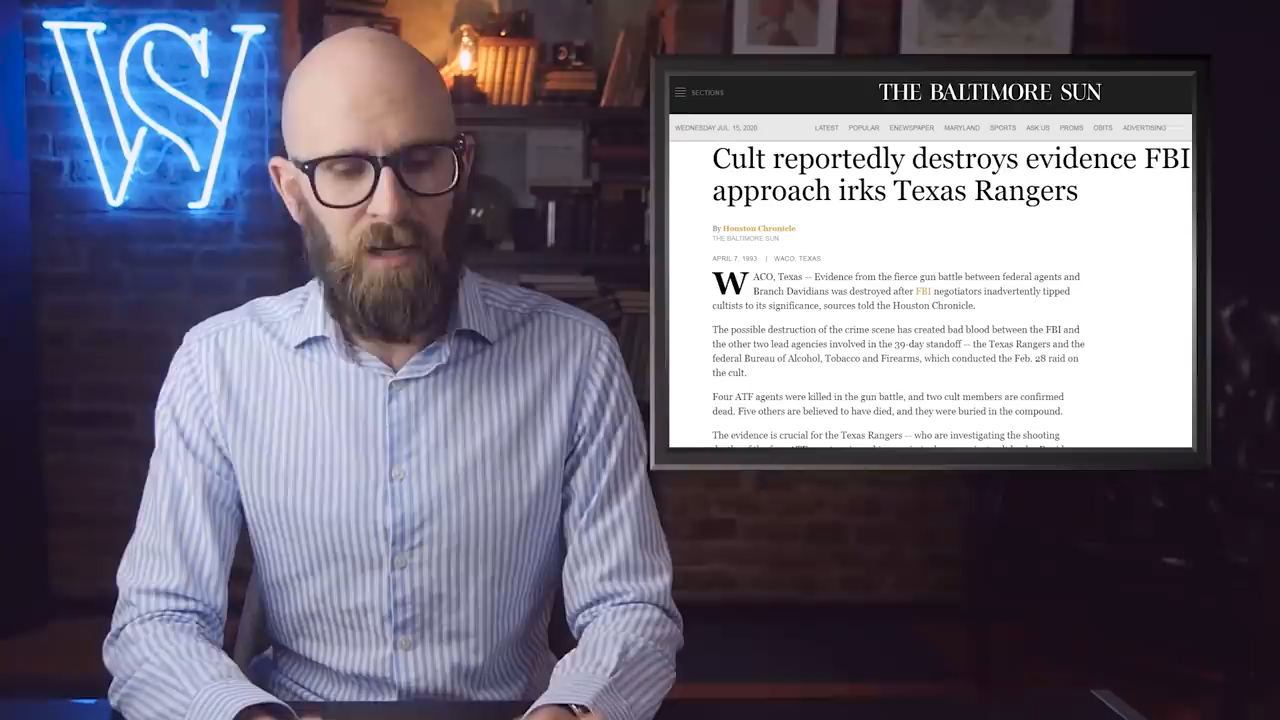 WS
SECTIONS
THE BALTIMORE SUN
WEDNESDAY JUL. 15, 2020
LATEST POPULAR ENEWSPAPER MARYLAND SPORTS ASK US PROMS OBITS ADVERTISING
Cult reportedly destroys evidence FBI
approach irks Texas Rangers
By Houston Chronicle
THE BALTIMORE SUN
APRIL 7, 1993 | WACO, TEXAS
WACO, Texas -- Evidence from the fierce gun battle between federal agents and
Branch Davidians was destroyed after FBI negotiators inadvertently tipped
cultists to its significance, sources told the Houston Chronicle.
The possible destruction of the crime scene has created bad blood between the FBI and
the other two lead agencies involved in the 39-day standoff -- the Texas Rangers and the
federal Bureau of Alcohol, Tobacco and Firearms, which conducted the Feb. 28 raid on
the cult.
Four ATF agents were killed in the gun battle, and two cult members are confirmed
dead. Five others are believed to have died, and they were buried in the compound.
The evidence is crucial for the Texas Rangers -- who are investigating the shooting